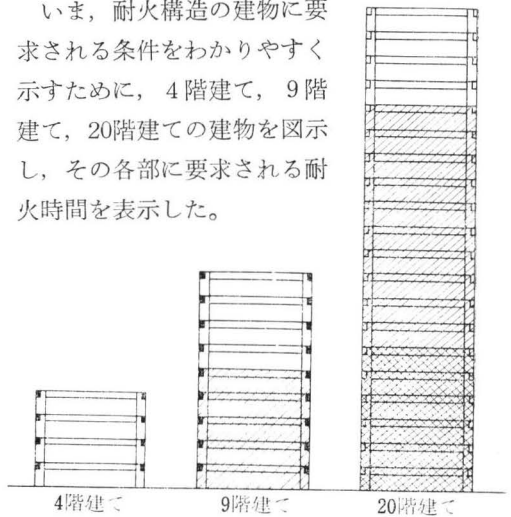 いま，耐火構造の建物に要
求される条件をわかりやすく
示すために，4階建て，9階
建て，20階建ての建物を図示
し，その各部に要求される耐
火時間を表示した。
4階建て
9階建て
20階建て